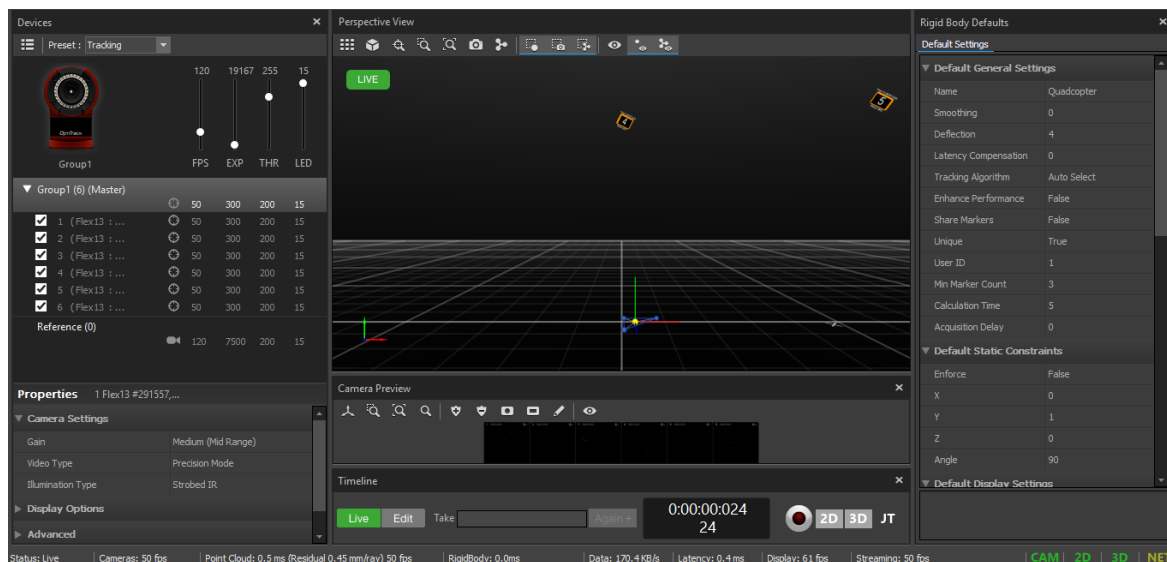 Devices
Preset : Tracking
120 19167 255 15
OptiTrack
Group1
FPS EXP THR LED
Group1 (6) (Master)
50 300 200 15
1 (Flex13 : ... 50 300 200 15
2 (Flex13 : ... 50 300 200 15
3 (Flex13 : ... 50 300 200 15
4 (Flex13 : ... 50 300 200 15
5 (Flex13 : ... 50 300 200 15
6 (Flex13 : ... 50 300 200 15
Reference (0)
120 7500 200 15
Properties 1 Flex13 #291557,...
Camera Settings
Gain Medium (Mid Range)
Video Type Precision Mode
Illumination Type Strobed IR
Display Options
Advanced
Perspective View
LIVE
4
5
Camera Preview
Timeline
Live Edit Take Again+
0:00:00:024
24
2D 3D JT
Rigid Body Defaults
Default Settings
Default General Settings
Name Quadcopter
Smoothing 0
Deflection 4
Latency Compensation 0
Tracking Algorithm Auto Select
Enhance Performance False
Share Markers False
Unique True
User ID 1
Min Marker Count 3
Calculation Time 5
Acquisition Delay 0
Default Static Constraints
Enforce False
X 0
Y 1
Z 0
Angle 90
Default Display Settings
Status: Live Cameras: 50 fps Point Cloud: 0.5 ms (Residual 0.45 mm/ray) 50 fps RigidBody: 0.0ms Data: 170.4 KB/s Latency: 0.4 ms Display: 61 fps Streaming: 50 fps CAM 2D 3D NET